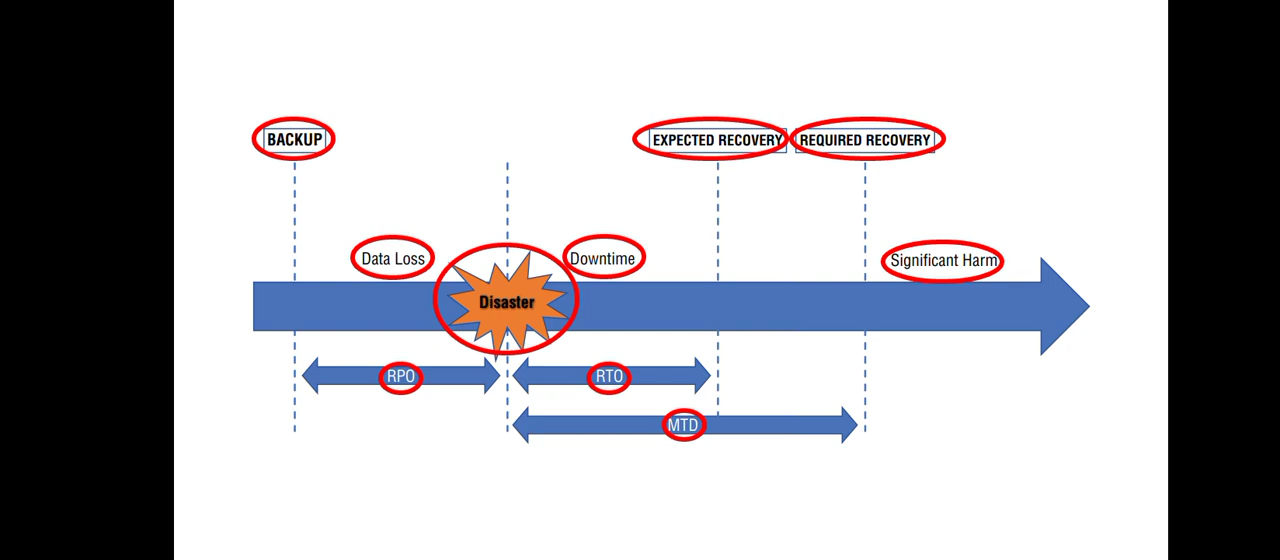 BACKUP
EXPECTED RECOVERY
REQUIRED RECOVERY
Data Loss
Downtime
Significant Harm
Disaster
RPO
RTO
MTD